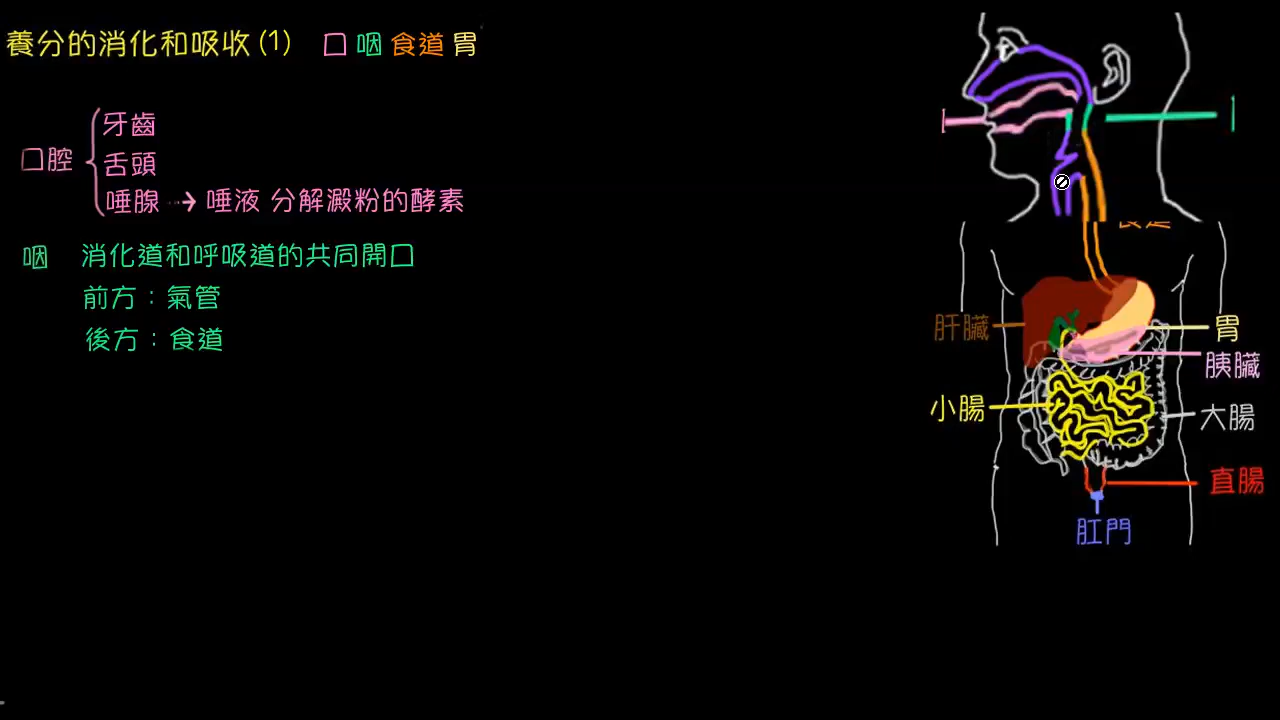 養分的消化和吸收(1) 口 咽 食道 胃
口腔
牙齒
舌頭
唾腺 → 唾液 分解澱粉的酵素
咽 消化道和呼吸道的共同開口
前方：氣管
後方：食道
食道
肝臟
胃
胰臟
小腸
大腸
直腸
肛門